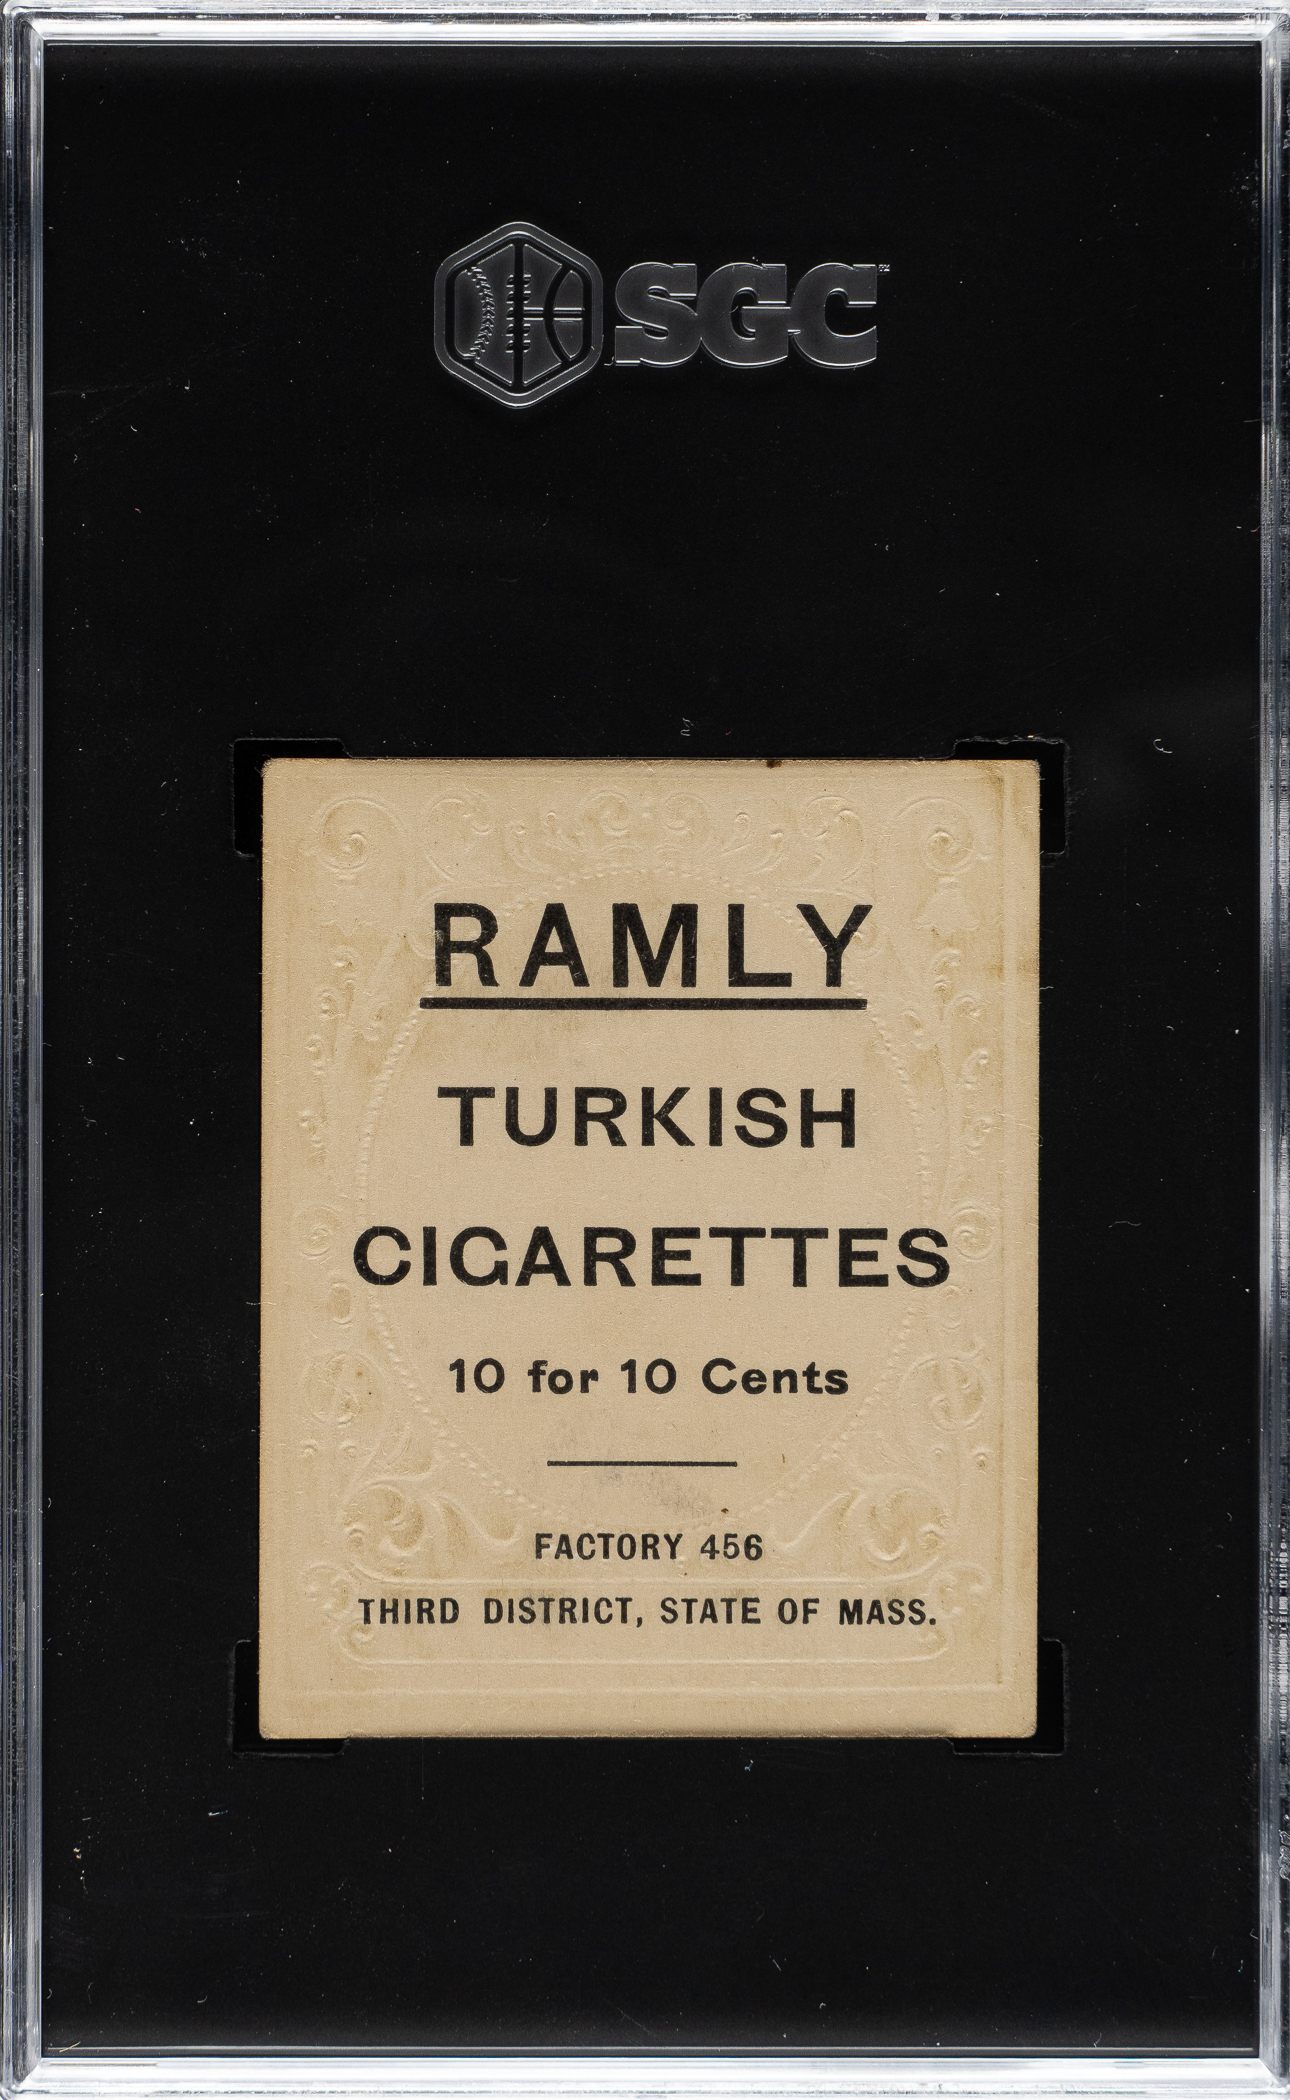 SGC
RAMLY
TURKISH
CIGARETTES
10 for 10 Cents
FACTORY 456
THIRD DISTRICT, STATE OF MASS.